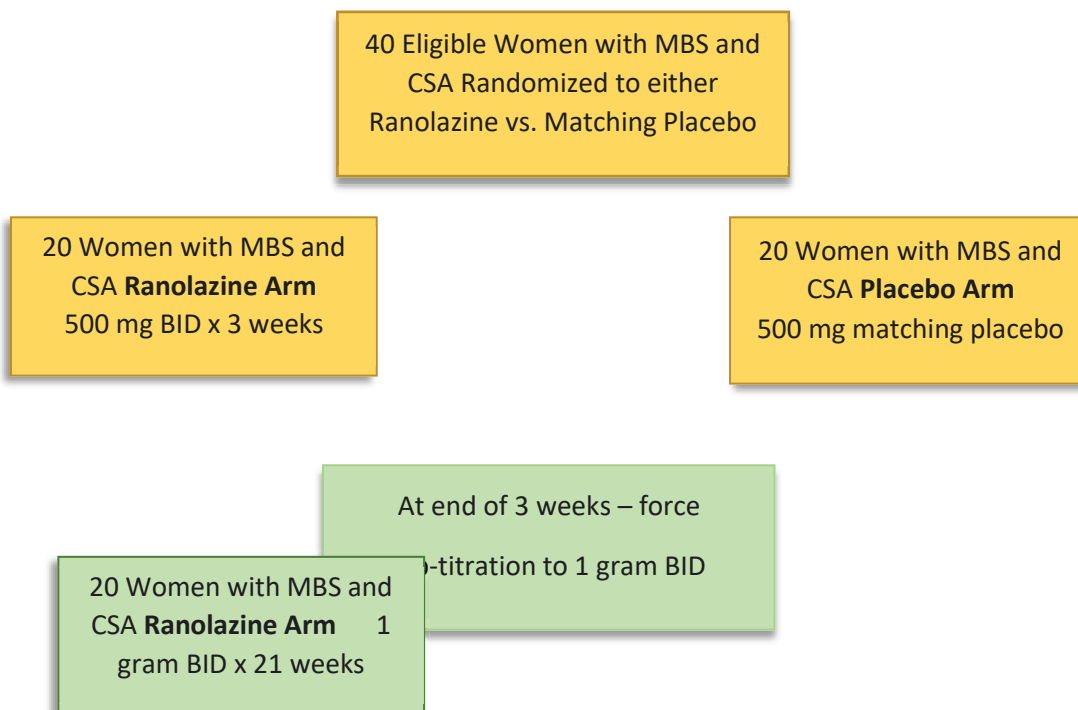 40 Eligible Women with MBS and
CSA Randomized to either
Ranolazine vs. Matching Placebo
20 Women with MBS and
CSA Ranolazine Arm
500 mg BID x 3 weeks
20 Women with MBS and
CSA Placebo Arm
500 mg matching placebo
At end of 3 weeks – force
-titration to 1 gram BID
20 Women with MBS and
CSA Ranolazine Arm 1
gram BID x 21 weeks